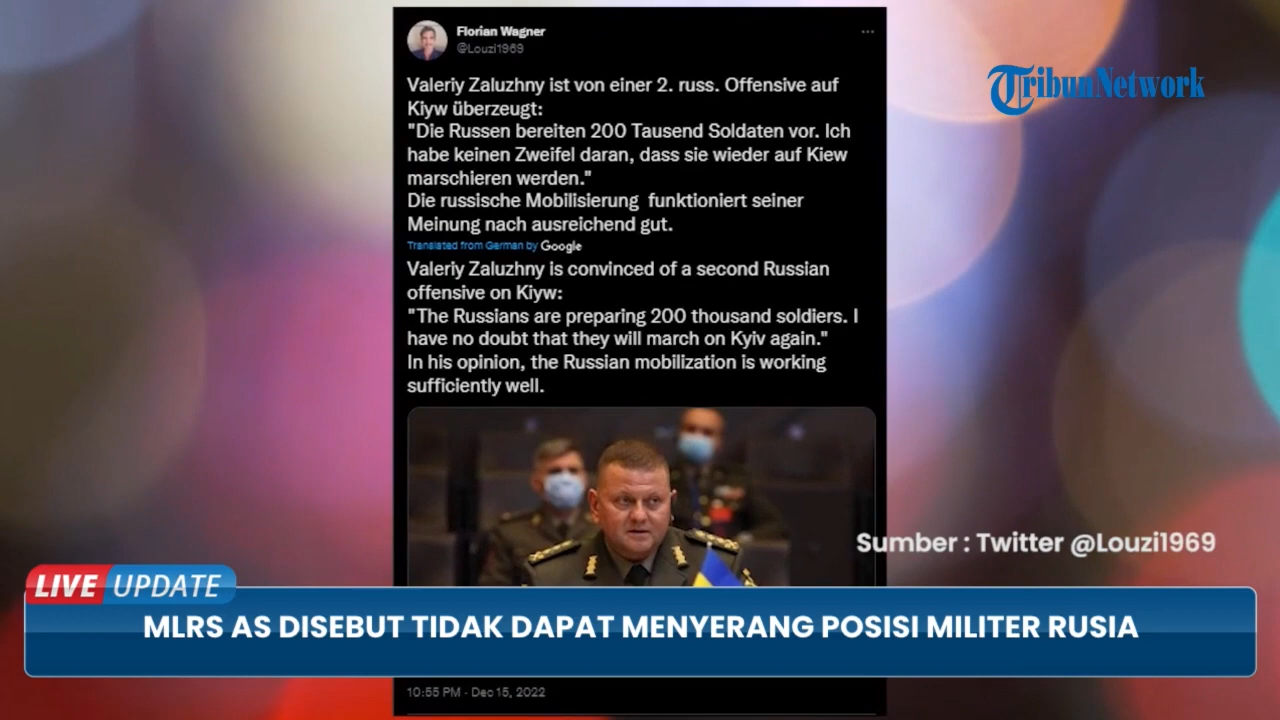 Florian Wagner
@Louzi1969
TribunNetwork
Valeriy Zaluzhny ist von einer 2. russ. Offensive auf
Kiyw überzeugt:
"Die Russen bereiten 200 Tausend Soldaten vor. Ich
habe keinen Zweifel daran, dass sie wieder auf Kiew
marschieren werden."
Die russische Mobilisierung funktioniert seiner
Meinung nach ausreichend gut.
Translated from German by Google
Valeriy Zaluzhny is convinced of a second Russian
offensive on Kiyw:
"The Russians are preparing 200 thousand soldiers. I
have no doubt that they will march on Kyiv again."
In his opinion, the Russian mobilization is working
sufficiently well.
Sumber : Twitter @Louzi1969
LIVE UPDATE
MLRS AS DISEBUT TIDAK DAPAT MENYERANG POSISI MILITER RUSIA
10:55 PM · Dec 15, 2022